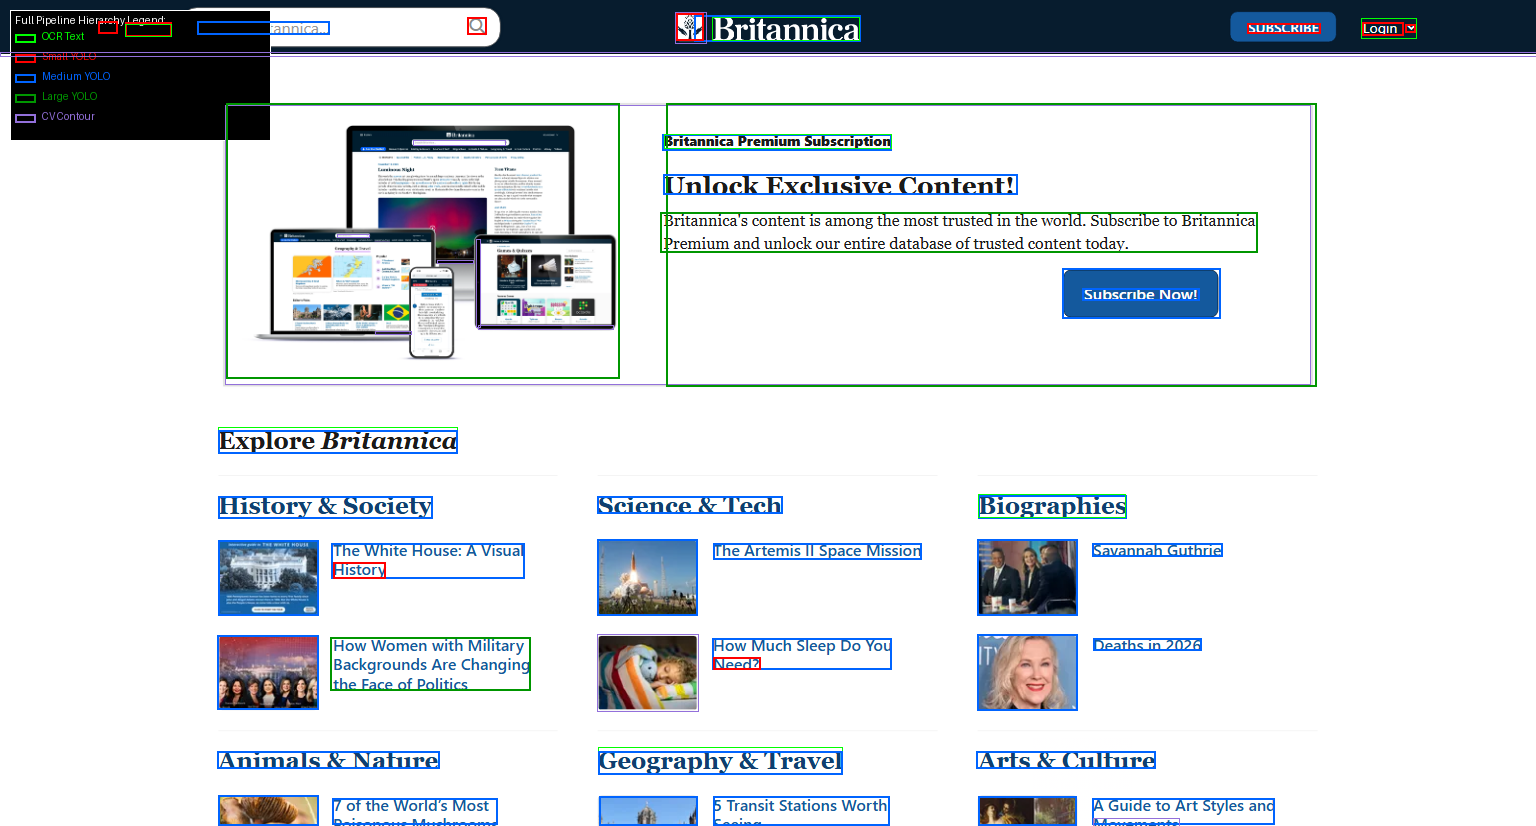 Full Pipeline Hierarchy Legend:
OCR Text
Small YOLO
Medium YOLO
Large YOLO
CV Contour
Britannica
SUBSCRIBE
Login
Britannica Premium Subscription
Unlock Exclusive Content!
Britannica's content is among the most trusted in the world. Subscribe to Britannica
Premium and unlock our entire database of trusted content today.
Subscribe Now!
Explore Britannica
History & Society
The White House: A Visual
History
How Women with Military
Backgrounds Are Changing
the Face of Politics
Science & Tech
The Artemis II Space Mission
How Much Sleep Do You
Need?
Biographies
Savannah Guthrie
Deaths in 2026
Animals & Nature
7 of the World's Most
Poisonous Mushrooms
Geography & Travel
5 Transit Stations Worth
Seeing
Arts & Culture
A Guide to Art Styles and
Movements